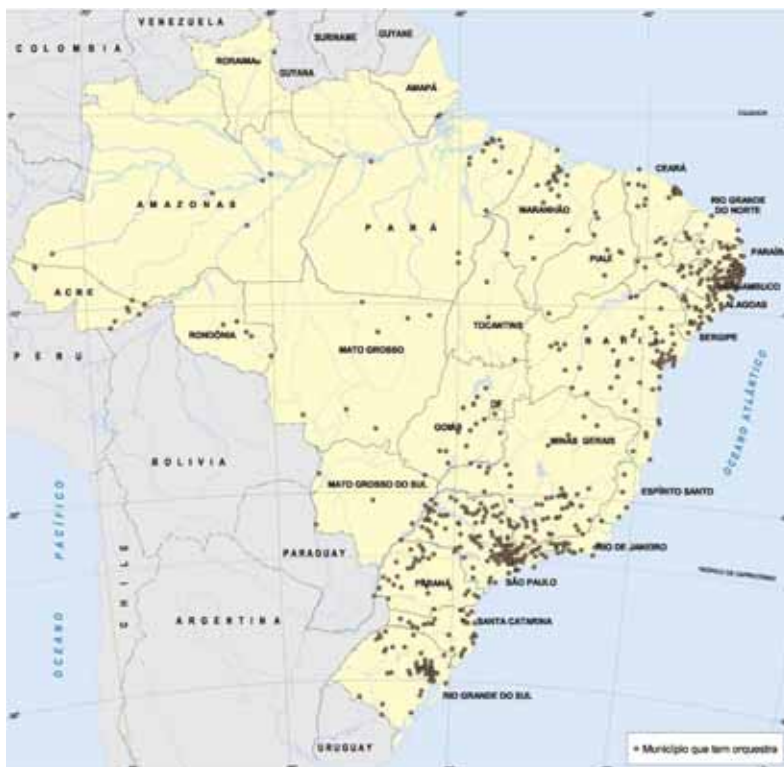 VENEZUELA
COLOMBIA
SURINAME
GUYANE
GUYANA
RORAIMA
AMAPÁ
AMAZONAS
PARÁ
MARANHÃO
CEARÁ
RIO GRANDE
DO NORTE
PARAÍBA
PIAUÍ
ALAGOAS
SERGIPE
ACRE
RONDÔNIA
TOCANTINS
MATO GROSSO
PERU
DF
GOIÁS
MINAS GERAIS
OCEANO ATLÂNTICO
BOLIVIA
MATO GROSSO DO SUL
ESPÍRITO SANTO
OCEANO PACÍFICO
PARAGUAY
RIO DE JANEIRO
CHILE
PARANÁ
SÃO PAULO
ARGENTINA
SANTA CATARINA
RIO GRANDE DO SUL
URUGUAY
Município que tem orquestra